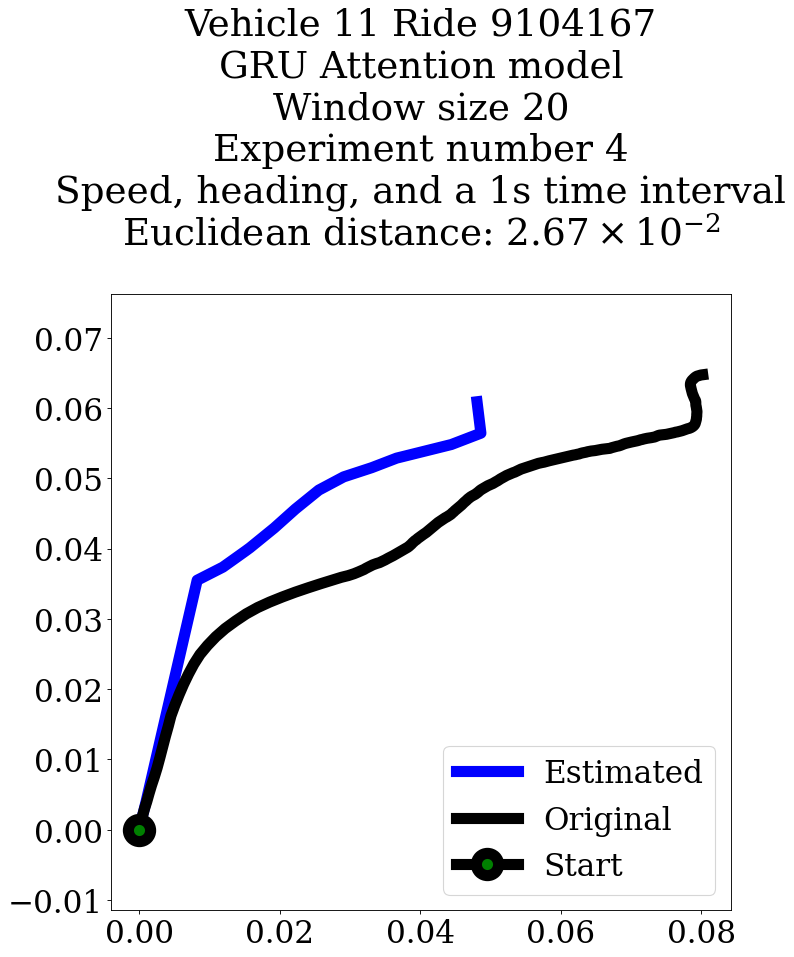 Vehicle 11 Ride 9104167
GRU Attention model
Window size 20
Experiment number 4
Speed, heading, and a 1s time interval
Euclidean distance: 2.67 × 10⁻²
0.07
0.06
0.05
0.04
0.03
0.02
0.01
0.00
−0.01
Estimated
Original
Start
0.00 0.02 0.04 0.06 0.08